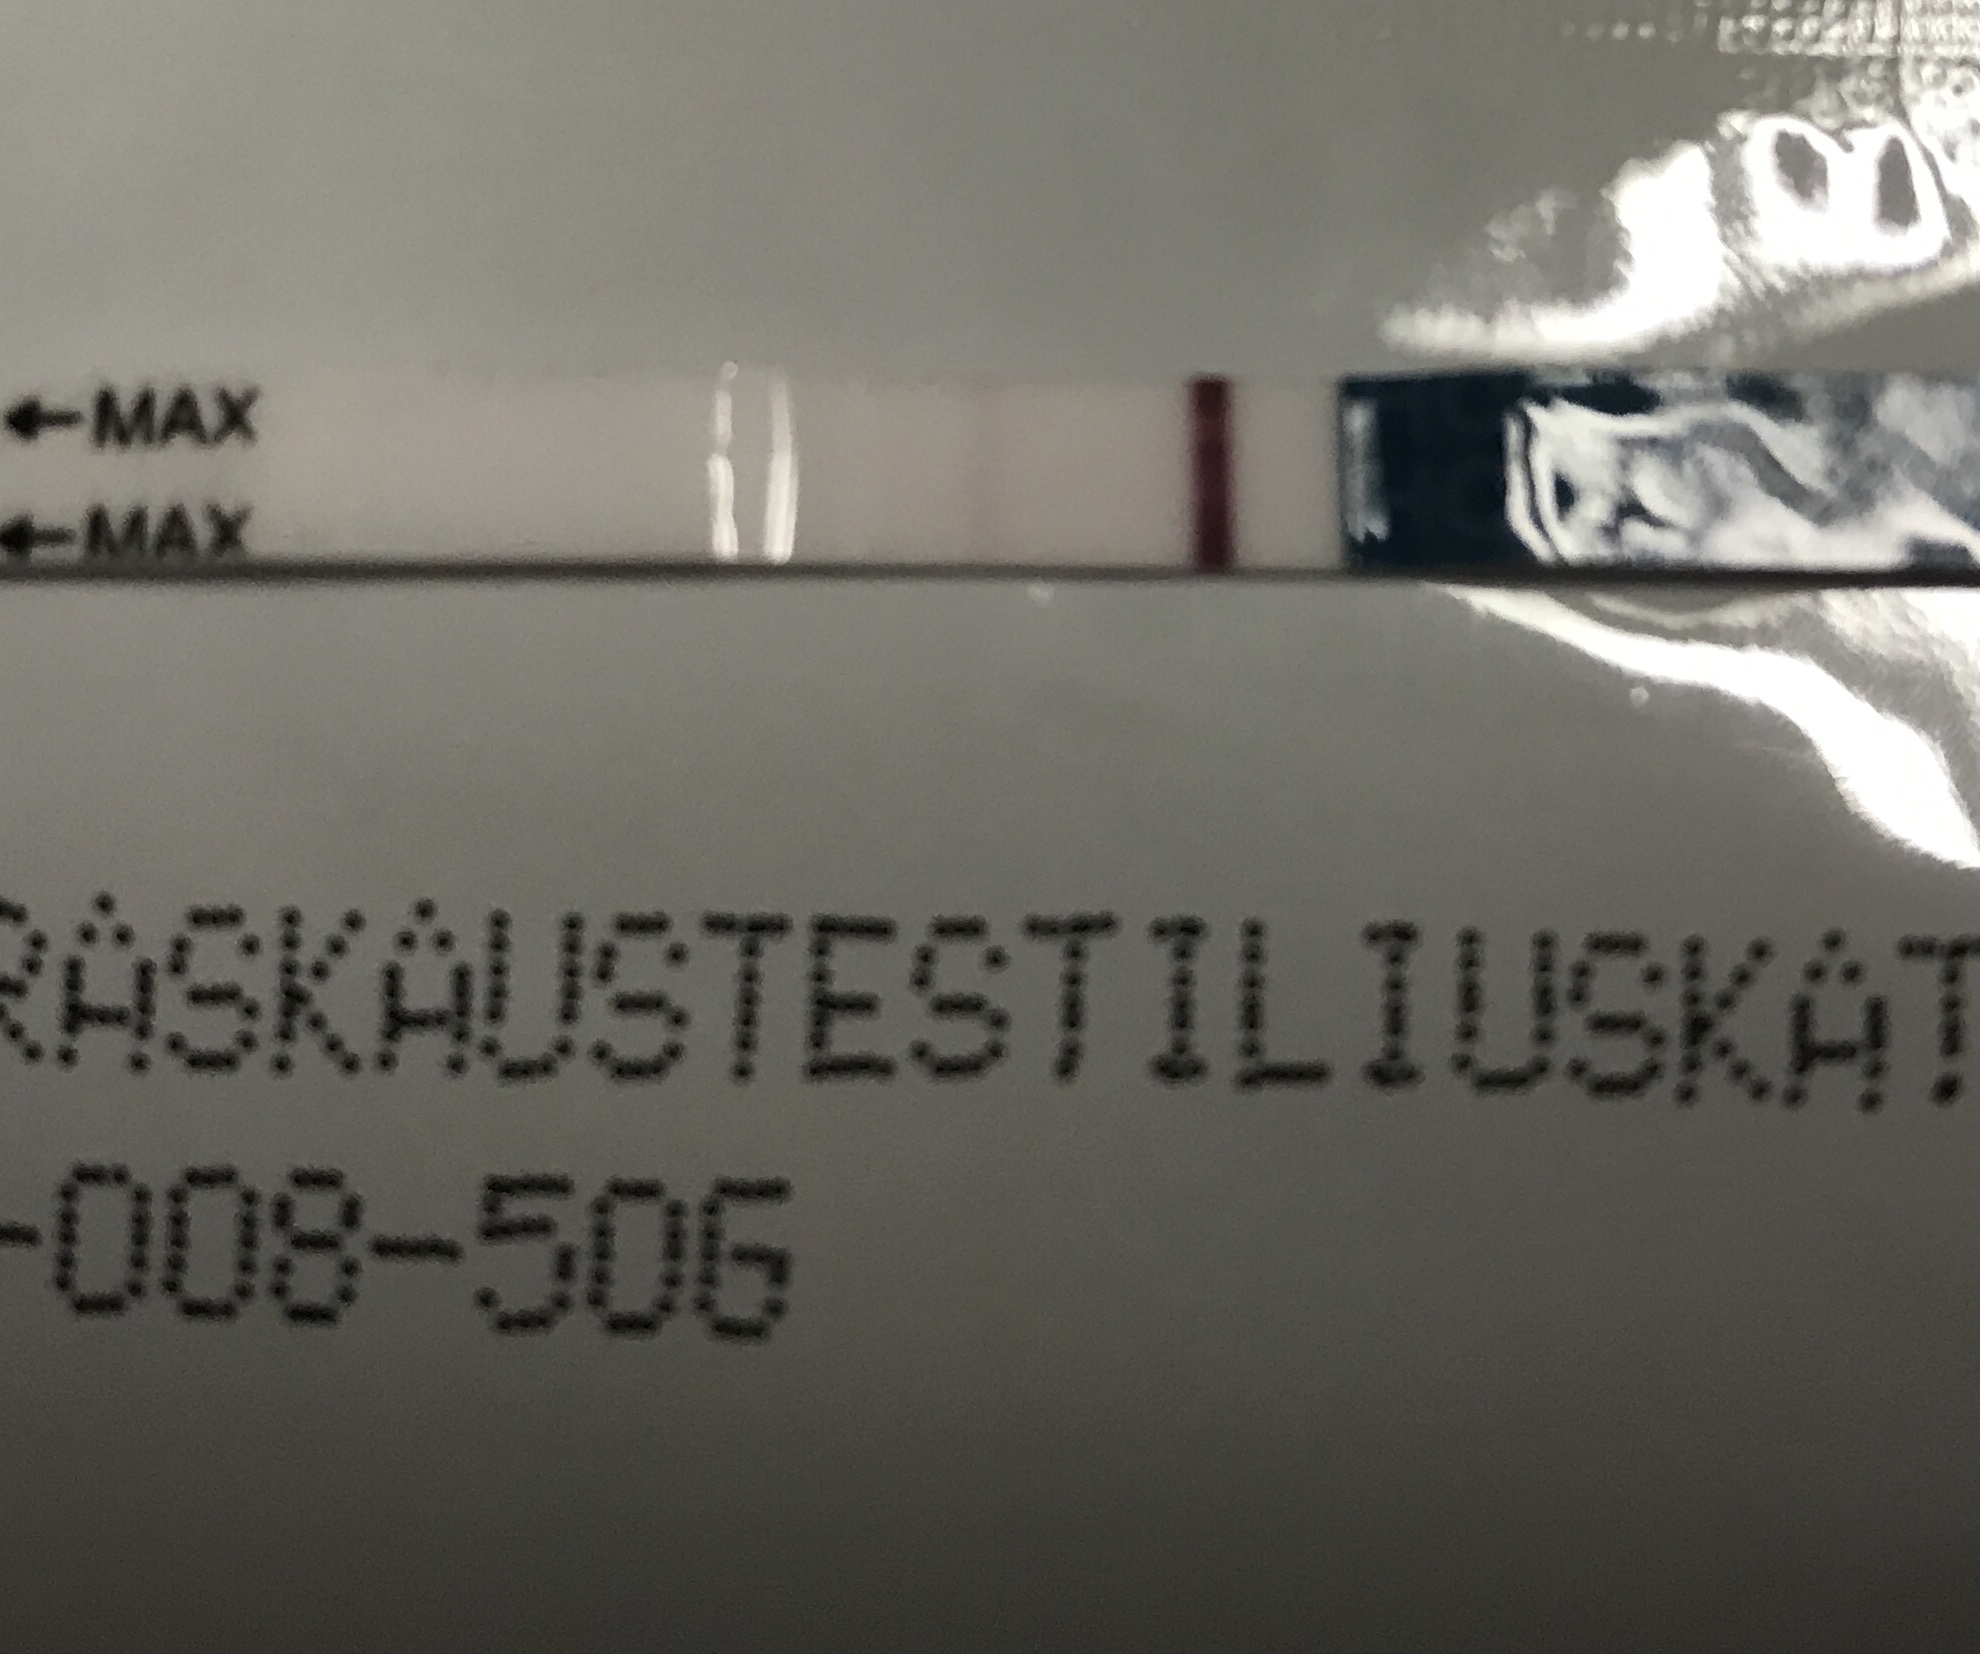 ←MAX
←MAX
RASKAUSTESTILIUSKAT
-008-506